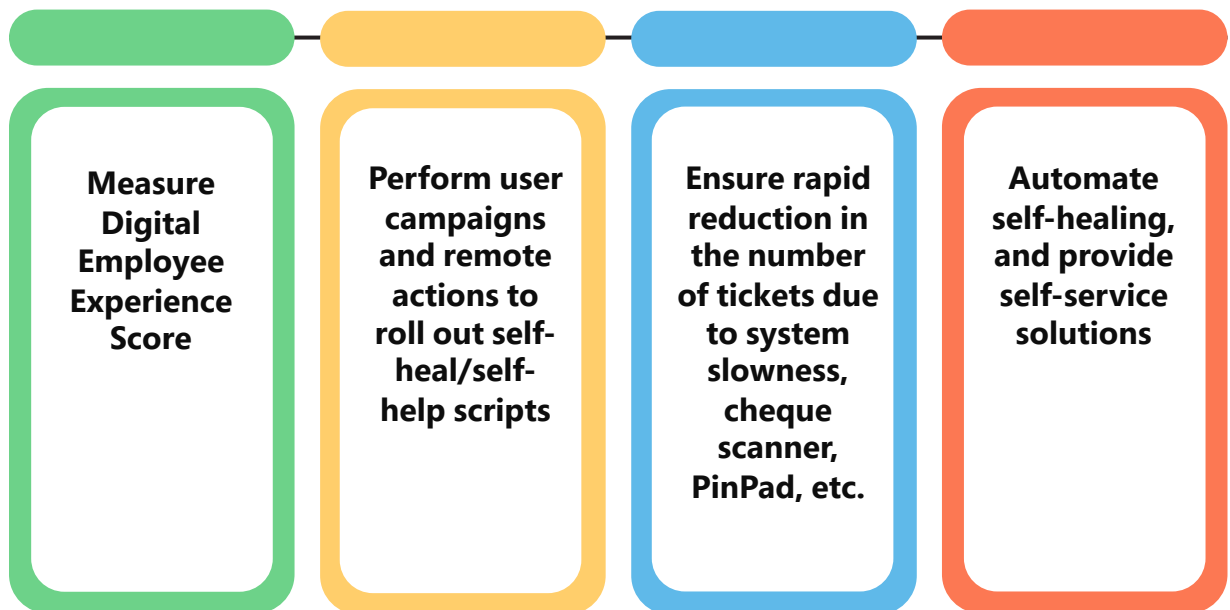 Measure
Digital
Employee
Experience
Score
Perform user
campaigns
and remote
actions to
roll out self-
heal/self-
help scripts
Ensure rapid
reduction in
the number
of tickets due
to system
slowness,
cheque
scanner,
PinPad, etc.
Automate
self-healing,
and provide
self-service
solutions